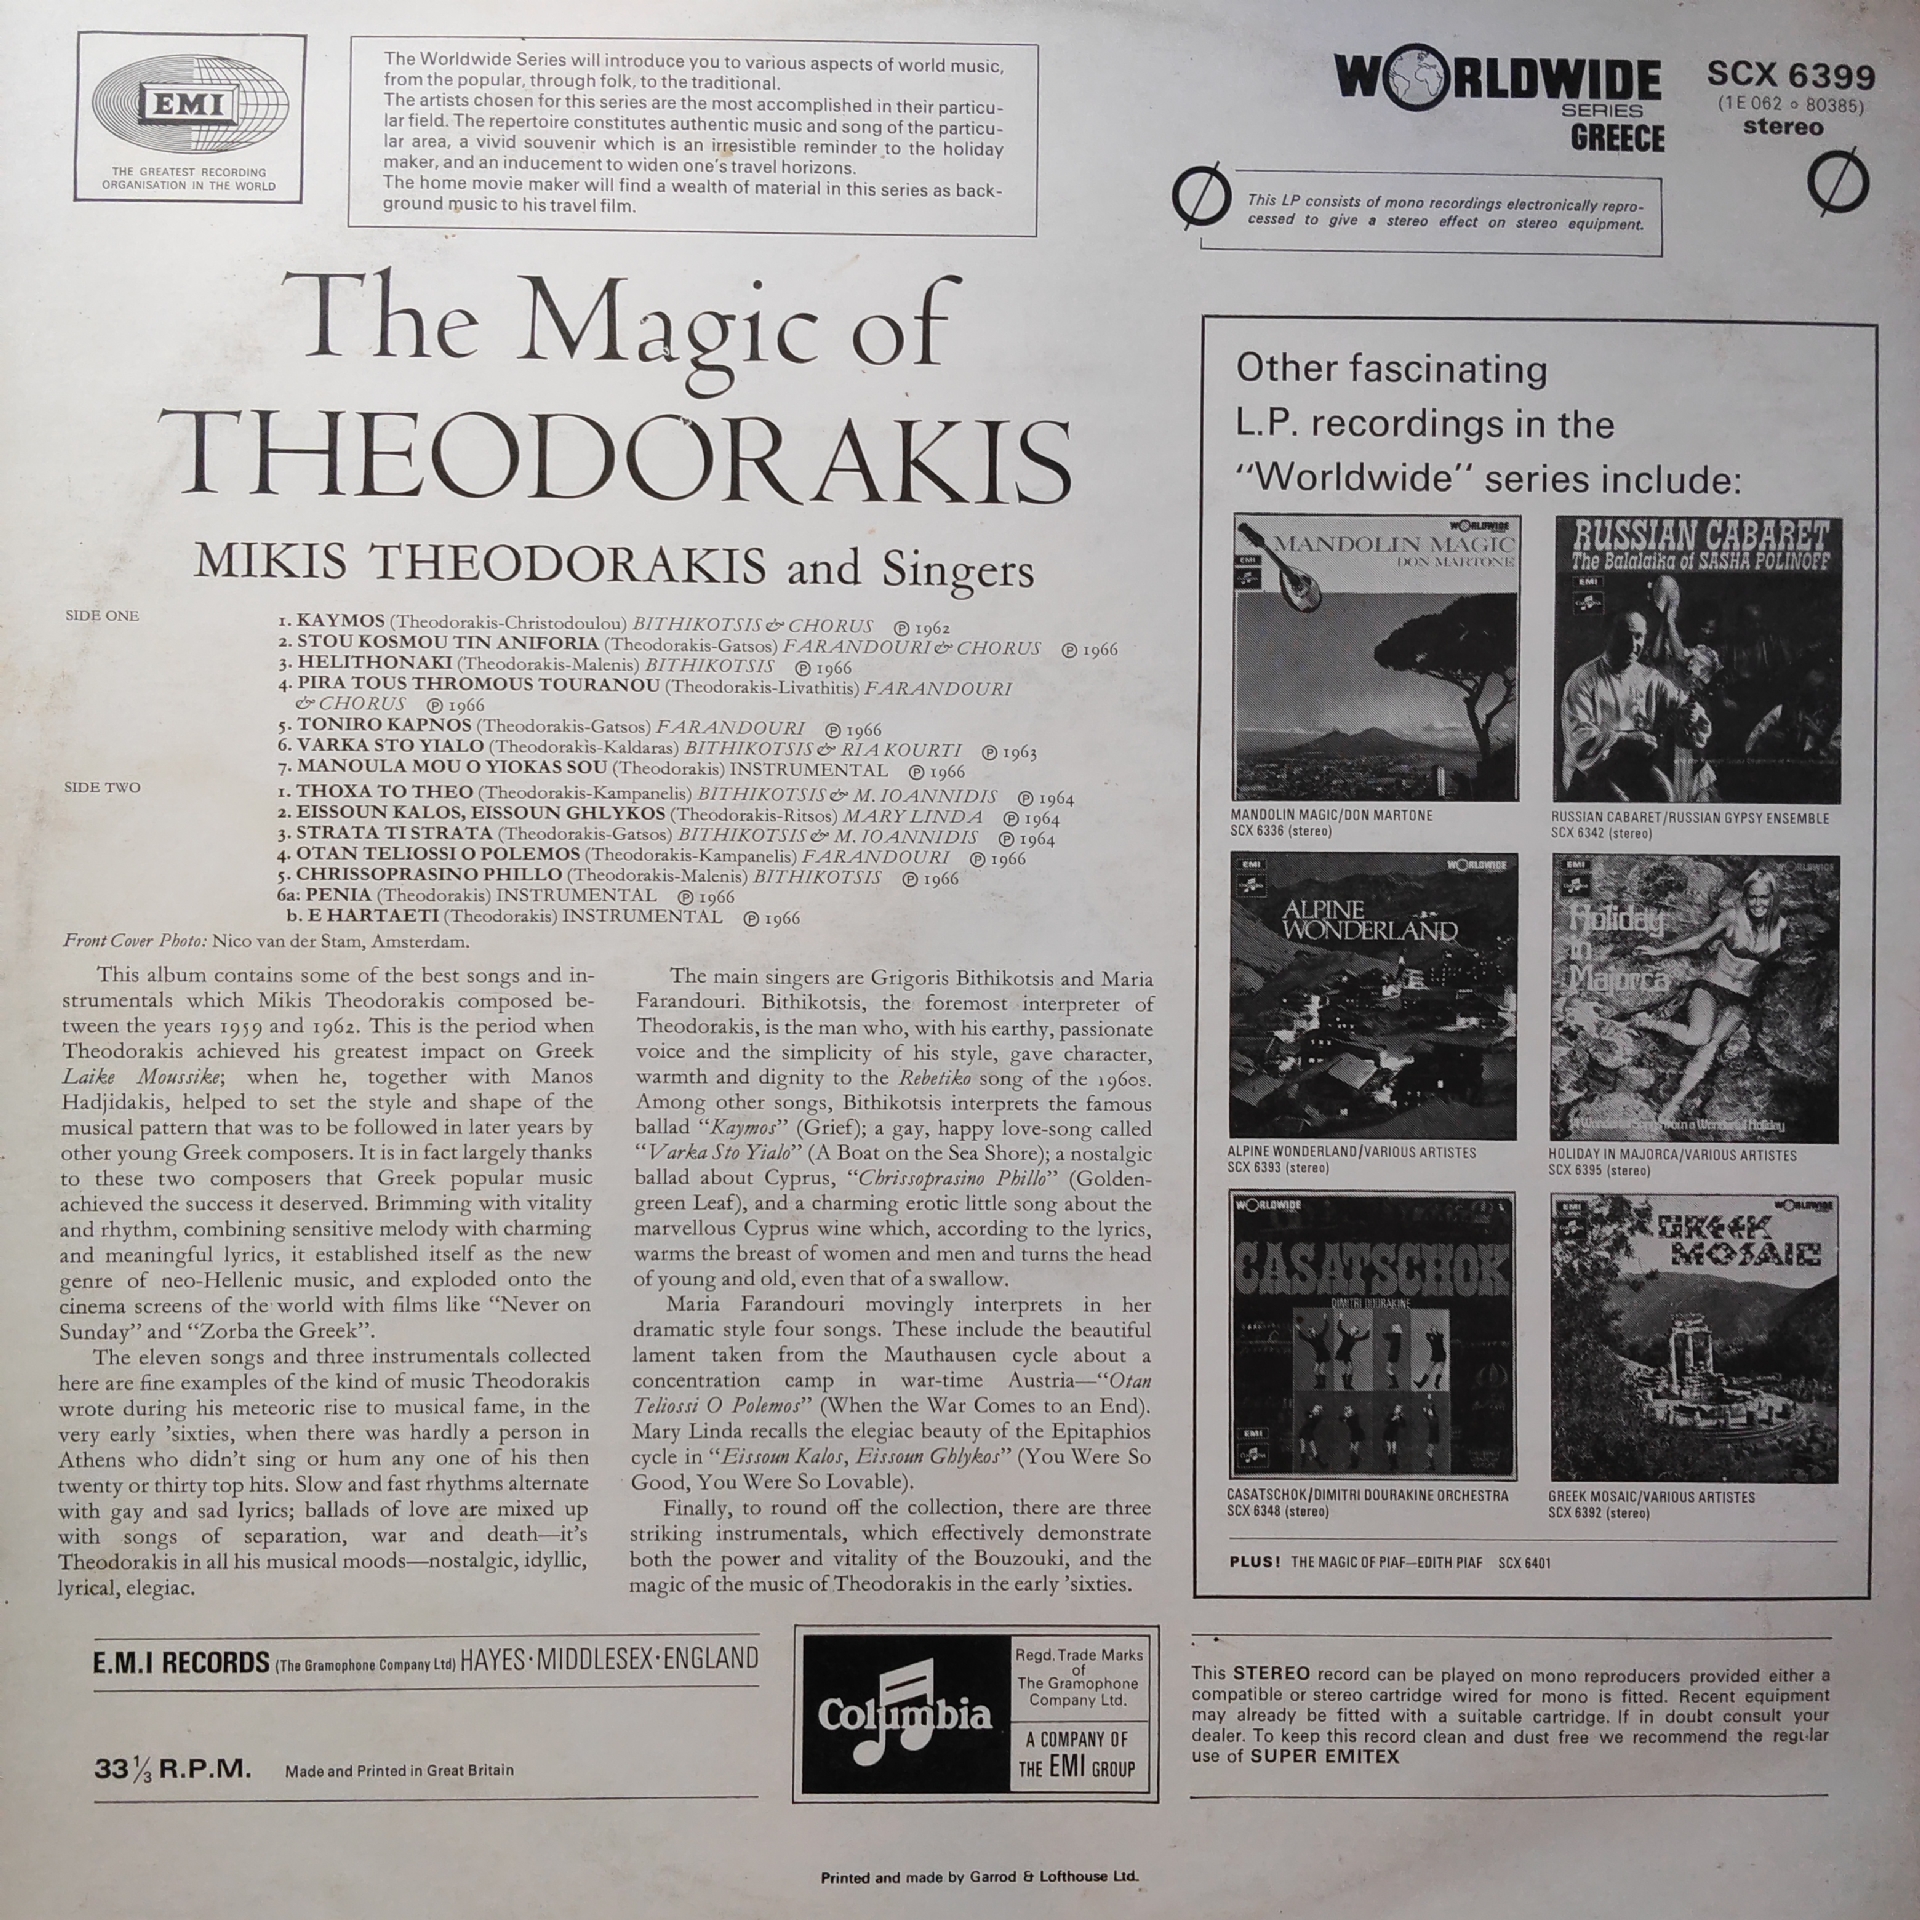 EMI
THE GREATEST RECORDING
ORGANISATION IN THE WORLD
The Worldwide Series will introduce you to various aspects of world music,
from the popular, through folk, to the traditional.
The artists chosen for this series are the most accomplished in their particu-
lar field. The repertoire constitutes authentic music and song of the particu-
lar area, a vivid souvenir which is an irresistible reminder to the holiday
maker, and an inducement to widen one's travel horizons.
The home movie maker will find a wealth of material in this series as back-
ground music to his travel film.
WORLDWIDE
SERIES
GREECE
SCX 6399
(1E 062 o 80385)
stereo
This LP consists of mono recordings electronically repro-
cessed to give a stereo effect on stereo equipment.
The Magic of
THEODORAKIS
MIKIS THEODORAKIS and Singers
SIDE ONE
1. KAYMOS (Theodorakis-Christodoulou) BITHIKOTSIS & CHORUS ℗ 1962
2. STOU KOSMOU TIN ANIFORIA (Theodorakis-Gatsos) FARANDOURI & CHORUS ℗ 1966
3. HELITHONAKI (Theodorakis-Malenis) BITHIKOTSIS ℗ 1966
4. PIRA TOUS THROMOUS TOURANOU (Theodorakis-Livathitis) FARANDOURI
& CHORUS ℗ 1966
5. TONIRO KAPNOS (Theodorakis-Gatsos) FARANDOURI ℗ 1966
6. VARKA STO YIALO (Theodorakis-Kaldaras) BITHIKOTSIS & RIA KOURTI ℗ 1963
7. MANOULA MOU O YIOKAS SOU (Theodorakis) INSTRUMENTAL ℗ 1966
SIDE TWO
1. THOXA TO THEO (Theodorakis-Kampanelis) BITHIKOTSIS & M. IOANNIDIS ℗ 1964
2. EISSOUN KALOS, EISSOUN GHLYKOS (Theodorakis-Ritsos) MARY LINDA ℗ 1964
3. STRATA TI STRATA (Theodorakis-Gatsos) BITHIKOTSIS & M. IOANNIDIS ℗ 1964
4. OTAN TELIOSSI O POLEMOS (Theodorakis-Kampanelis) FARANDOURI ℗ 1966
5. CHRISSOPRASINO PHILLO (Theodorakis-Malenis) BITHIKOTSIS ℗ 1966
6a: PENIA (Theodorakis) INSTRUMENTAL ℗ 1966
b. E HARTAETI (Theodorakis) INSTRUMENTAL ℗ 1966
Front Cover Photo: Nico van der Stam, Amsterdam.
This album contains some of the best songs and in-
strumentals which Mikis Theodorakis composed be-
tween the years 1959 and 1962. This is the period when
Theodorakis achieved his greatest impact on Greek
Laike Moussike; when he, together with Manos
Hadjidakis, helped to set the style and shape of the
musical pattern that was to be followed in later years by
other young Greek composers. It is in fact largely thanks
to these two composers that Greek popular music
achieved the success it deserved. Brimming with vitality
and rhythm, combining sensitive melody with charming
and meaningful lyrics, it established itself as the new
genre of neo-Hellenic music, and exploded onto the
cinema screens of the world with films like "Never on
Sunday" and "Zorba the Greek".
The eleven songs and three instrumentals collected
here are fine examples of the kind of music Theodorakis
wrote during his meteoric rise to musical fame, in the
very early 'sixties, when there was hardly a person in
Athens who didn't sing or hum any one of his then
twenty or thirty top hits. Slow and fast rhythms alternate
with gay and sad lyrics; ballads of love are mixed up
with songs of separation, war and death—it's
Theodorakis in all his musical moods—nostalgic, idyllic,
lyrical, elegiac.
The main singers are Grigoris Bithikotsis and Maria
Farandouri. Bithikotsis, the foremost interpreter of
Theodorakis, is the man who, with his earthy, passionate
voice and the simplicity of his style, gave character,
warmth and dignity to the Rebetiko song of the 1960s.
Among other songs, Bithikotsis interprets the famous
ballad "Kaymos" (Grief); a gay, happy love-song called
"Varka Sto Yialo" (A Boat on the Sea Shore); a nostalgic
ballad about Cyprus, "Chrissoprasino Phillo" (Golden-
green Leaf), and a charming erotic little song about the
marvellous Cyprus wine which, according to the lyrics,
warms the breast of women and men and turns the head
of young and old, even that of a swallow.
Maria Farandouri movingly interprets in her
dramatic style four songs. These include the beautiful
lament taken from the Mauthausen cycle about a
concentration camp in war-time Austria—"Otan
Teliossi O Polemos" (When the War Comes to an End).
Mary Linda recalls the elegiac beauty of the Epitaphios
cycle in "Eissoun Kalos, Eissoun Ghlykos" (You Were So
Good, You Were So Lovable).
Finally, to round off the collection, there are three
striking instrumentals, which effectively demonstrate
both the power and vitality of the Bouzouki, and the
magic of the music of Theodorakis in the early 'sixties.
Other fascinating
L.P. recordings in the
"Worldwide" series include:
WORLDWIDE
EMI
MANDOLIN MAGIC
DON MARTONE
MANDOLIN MAGIC/DON MARTONE
SCX 6336 (stereo)
RUSSIAN CABARET
The Balalaika of SASHA POLINOFF
EMI
RUSSIAN CABARET/RUSSIAN GYPSY ENSEMBLE
SCX 6342 (stereo)
EMI
WORLDWIDE
ALPINE
WONDERLAND
ALPINE WONDERLAND/VARIOUS ARTISTES
SCX 6393 (stereo)
EMI
WORLDWIDE
Holiday
in
Majorca
HOLIDAY IN MAJORCA/VARIOUS ARTISTES
SCX 6395 (stereo)
WORLDWIDE
CASATSCHOK
DIMITRI DOURAKINE
EMI
CASATSCHOK/DIMITRI DOURAKINE ORCHESTRA
SCX 6348 (stereo)
EMI
WORLDWIDE
GREEK
MOSAIC
GREEK MOSAIC/VARIOUS ARTISTES
SCX 6392 (stereo)
PLUS! THE MAGIC OF PIAF—EDITH PIAF SCX 6401
E.M.I RECORDS (The Gramophone Company Ltd) HAYES·MIDDLESEX·ENGLAND
33⅓ R.P.M. Made and Printed in Great Britain
Columbia
Regd. Trade Marks
of
The Gramophone
Company Ltd.
A COMPANY OF
THE EMI GROUP
This STEREO record can be played on mono reproducers provided either a
compatible or stereo cartridge wired for mono is fitted. Recent equipment
may already be fitted with a suitable cartridge. If in doubt consult your
dealer. To keep this record clean and dust free we recommend the regular
use of SUPER EMITEX
Printed and made by Garrod & Lofthouse Ltd.